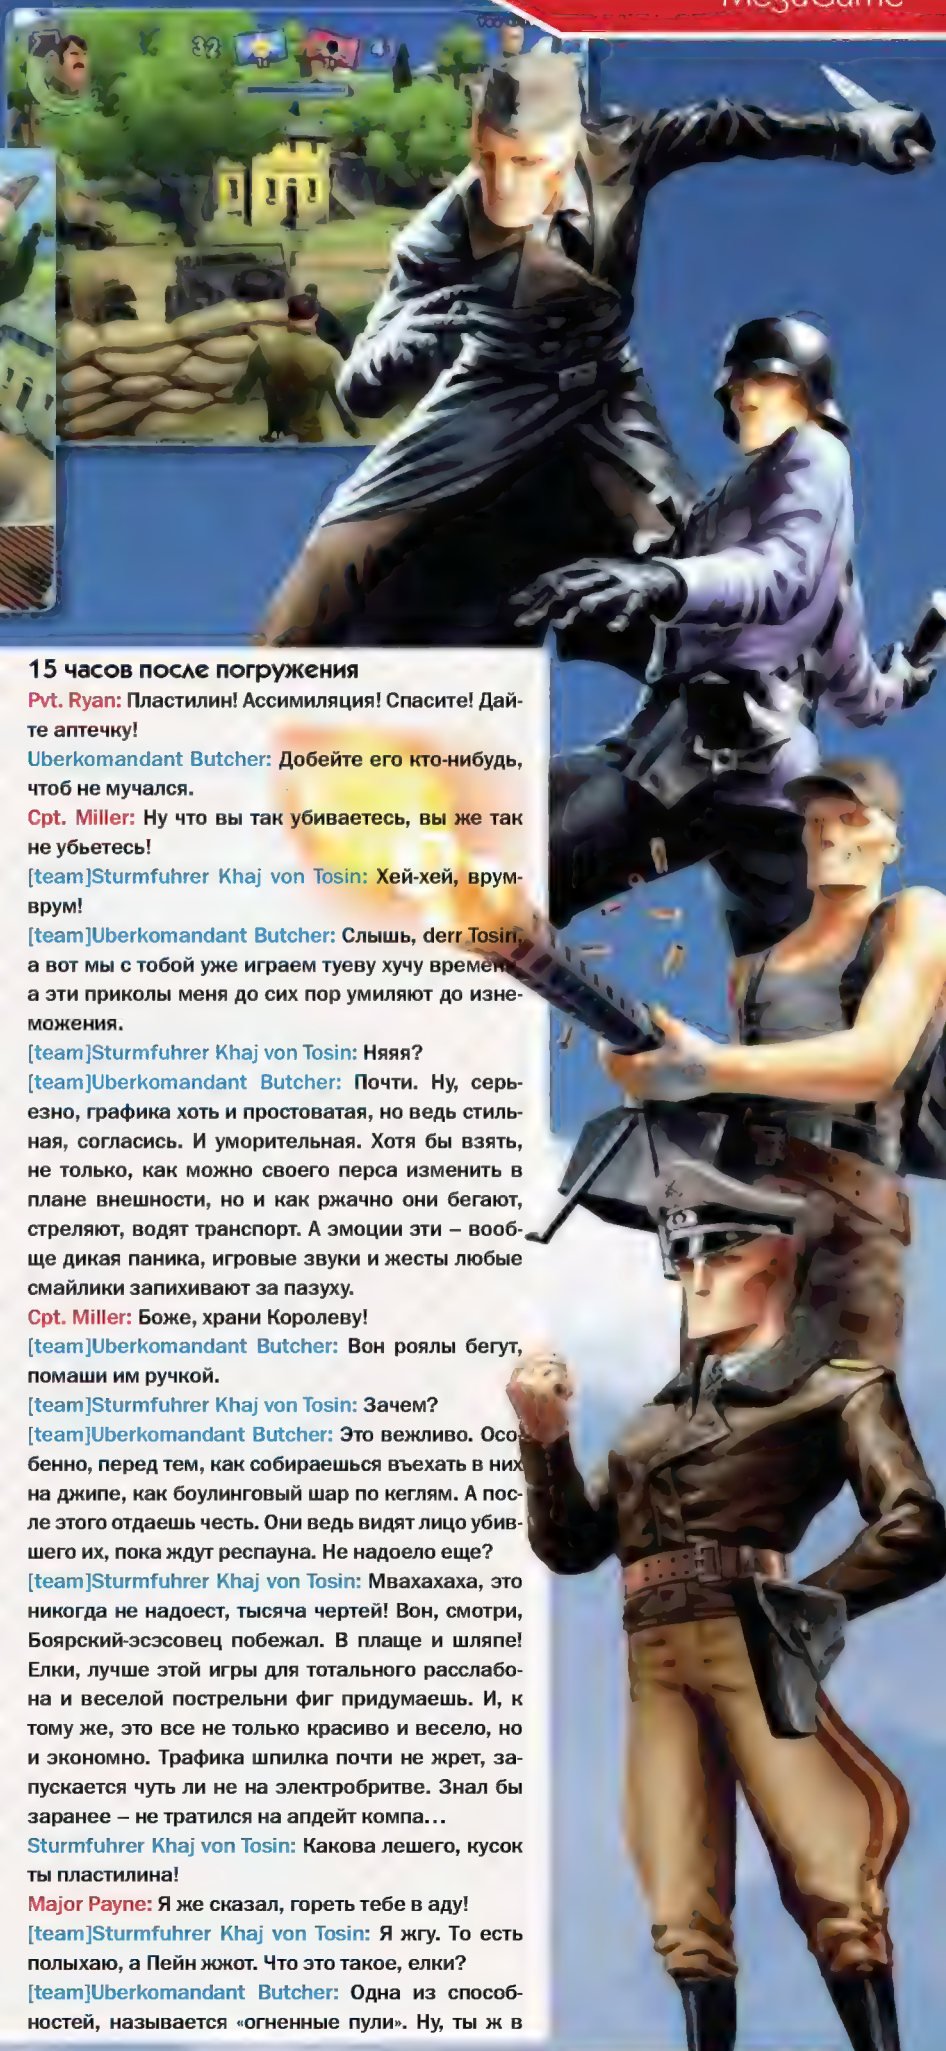 MegaGame
32
15 часов после погружения
Pvt. Ryan: Пластилин! Ассимиляция! Спасите! Дай-
те аптечку!
Uberkomandant Butcher: Добейте его кто-нибудь,
чтоб не мучался.
Cpt. Miller: Ну что вы так убиваетесь, вы же так
не убьетесь!
[team]Sturmfuhrer Khaj von Tosin: Хей-хей, врум-
врум!
[team]Uberkomandant Butcher: Слышь, derr Tosin,
а вот мы с тобой уже играем туеву хучу времени,
а эти приколы меня до сих пор умиляют до изне-
можения.
[team]Sturmfuhrer Khaj von Tosin: Няяя?
[team]Uberkomandant Butcher: Почти. Ну, серь-
езно, графика хоть и простоватая, но ведь стиль-
ная, согласись. И уморительная. Хотя бы взять,
не только, как можно своего перса изменить в
плане внешности, но и как ржачно они бегают,
стреляют, водят транспорт. А эмоции эти – вооб-
ще дикая паника, игровые звуки и жесты любые
смайлики запихивают за пазуху.
Cpt. Miller: Боже, храни Королеву!
[team]Uberkomandant Butcher: Вон роялы бегут,
помаши им ручкой.
[team]Sturmfuhrer Khaj von Tosin: Зачем?
[team]Uberkomandant Butcher: Это вежливо. Осо-
бенно, перед тем, как собираешься въехать в них
на джипе, как боулинговый шар по кеглям. А пос-
ле этого отдаешь честь. Они ведь видят лицо убив-
шего их, пока ждут респауна. Не надоело еще?
[team]Sturmfuhrer Khaj von Tosin: Мвахахаха, это
никогда не надоест, тысяча чертей! Вон, смотри,
Боярский-эсэсовец побежал. В плаще и шляпе!
Елки, лучше этой игры для тотального расслабо-
на и веселой пострельни фиг придумаешь. И, к
тому же, это все не только красиво и весело, но
и экономно. Трафика шпилка почти не жрет, за-
пускается чуть ли не на электробритве. Знал бы
заранее – не тратился на апдейт компа...
Sturmfuhrer Khaj von Tosin: Какова лешего, кусок
ты пластилина!
Major Payne: Я же сказал, гореть тебе в аду!
[team]Sturmfuhrer Khaj von Tosin: Я жгу. То есть
полыхаю, а Пейн жжот. Что это такое, елки?
[team]Uberkomandant Butcher: Одна из способ-
ностей, называется «огненные пули». Ну, ты ж в